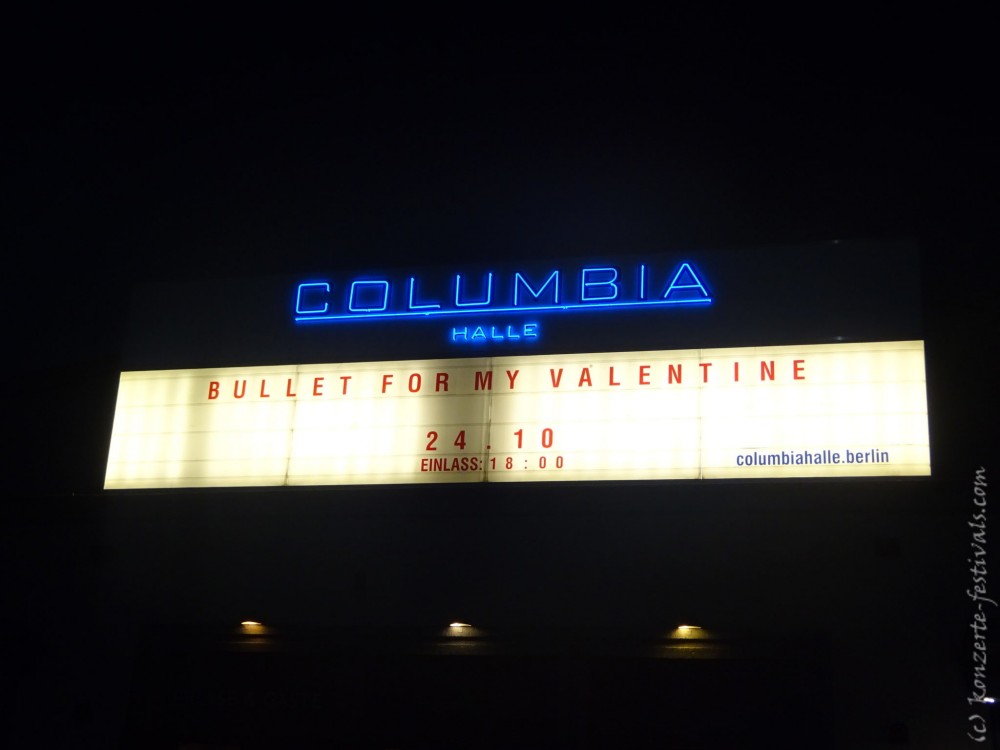 COLUMBIA
HALLE
BULLET FOR MY VALENTINE
24.10
EINLASS: 18:00
columbiahalle.berlin
(c) konzerte-festivals.com